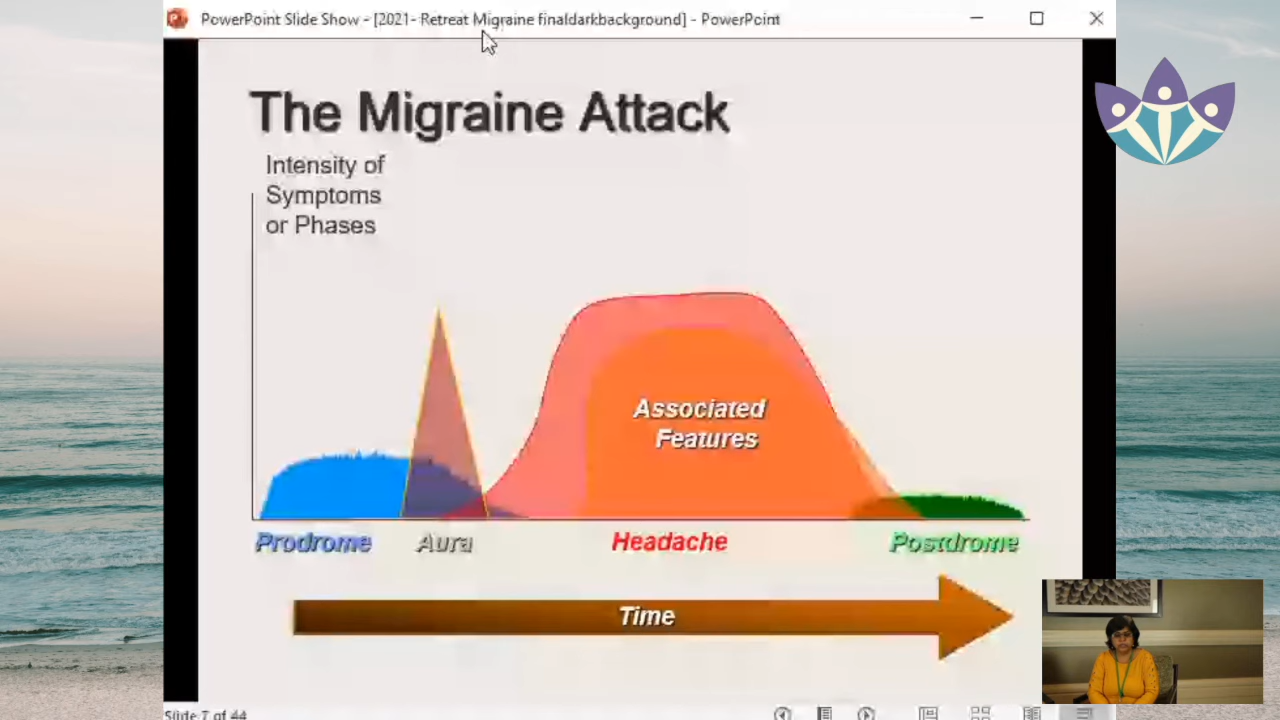 PowerPoint Slide Show - [2021- Retreat Migraine finaldarkbackground] - PowerPoint
The Migraine Attack
Intensity of
Symptoms
or Phases
Associated
Features
Prodrome
Aura
Headache
Postdrome
Time
Slide 7 of 44